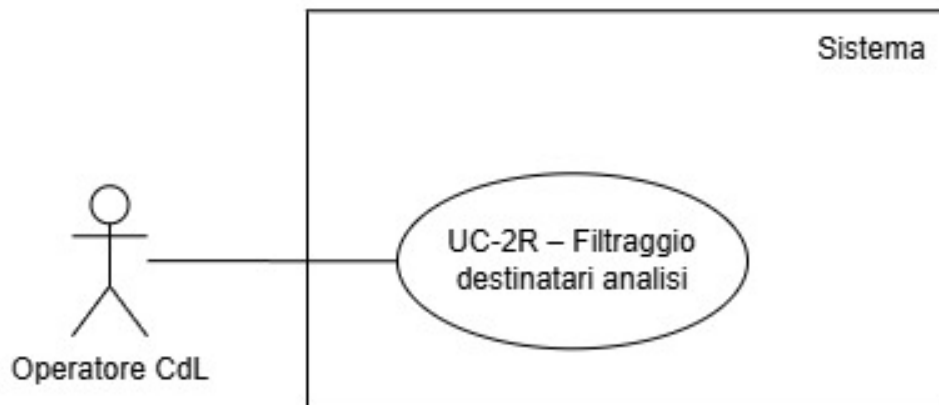 Sistema
UC-2R – Filtraggio
destinatari analisi
Operatore CdL